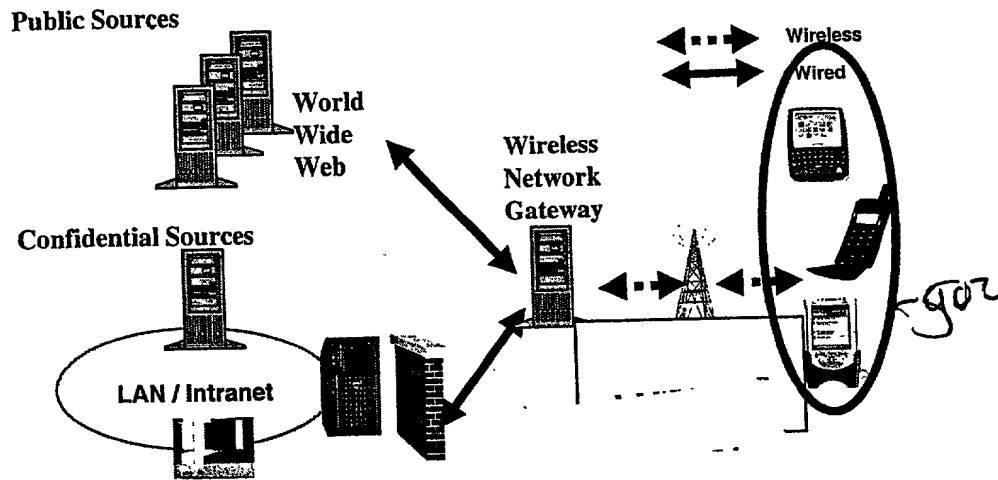 Public Sources
World
Wide
Web
Wireless
Wired
Wireless
Network
Gateway
Confidential Sources
LAN / Intranet